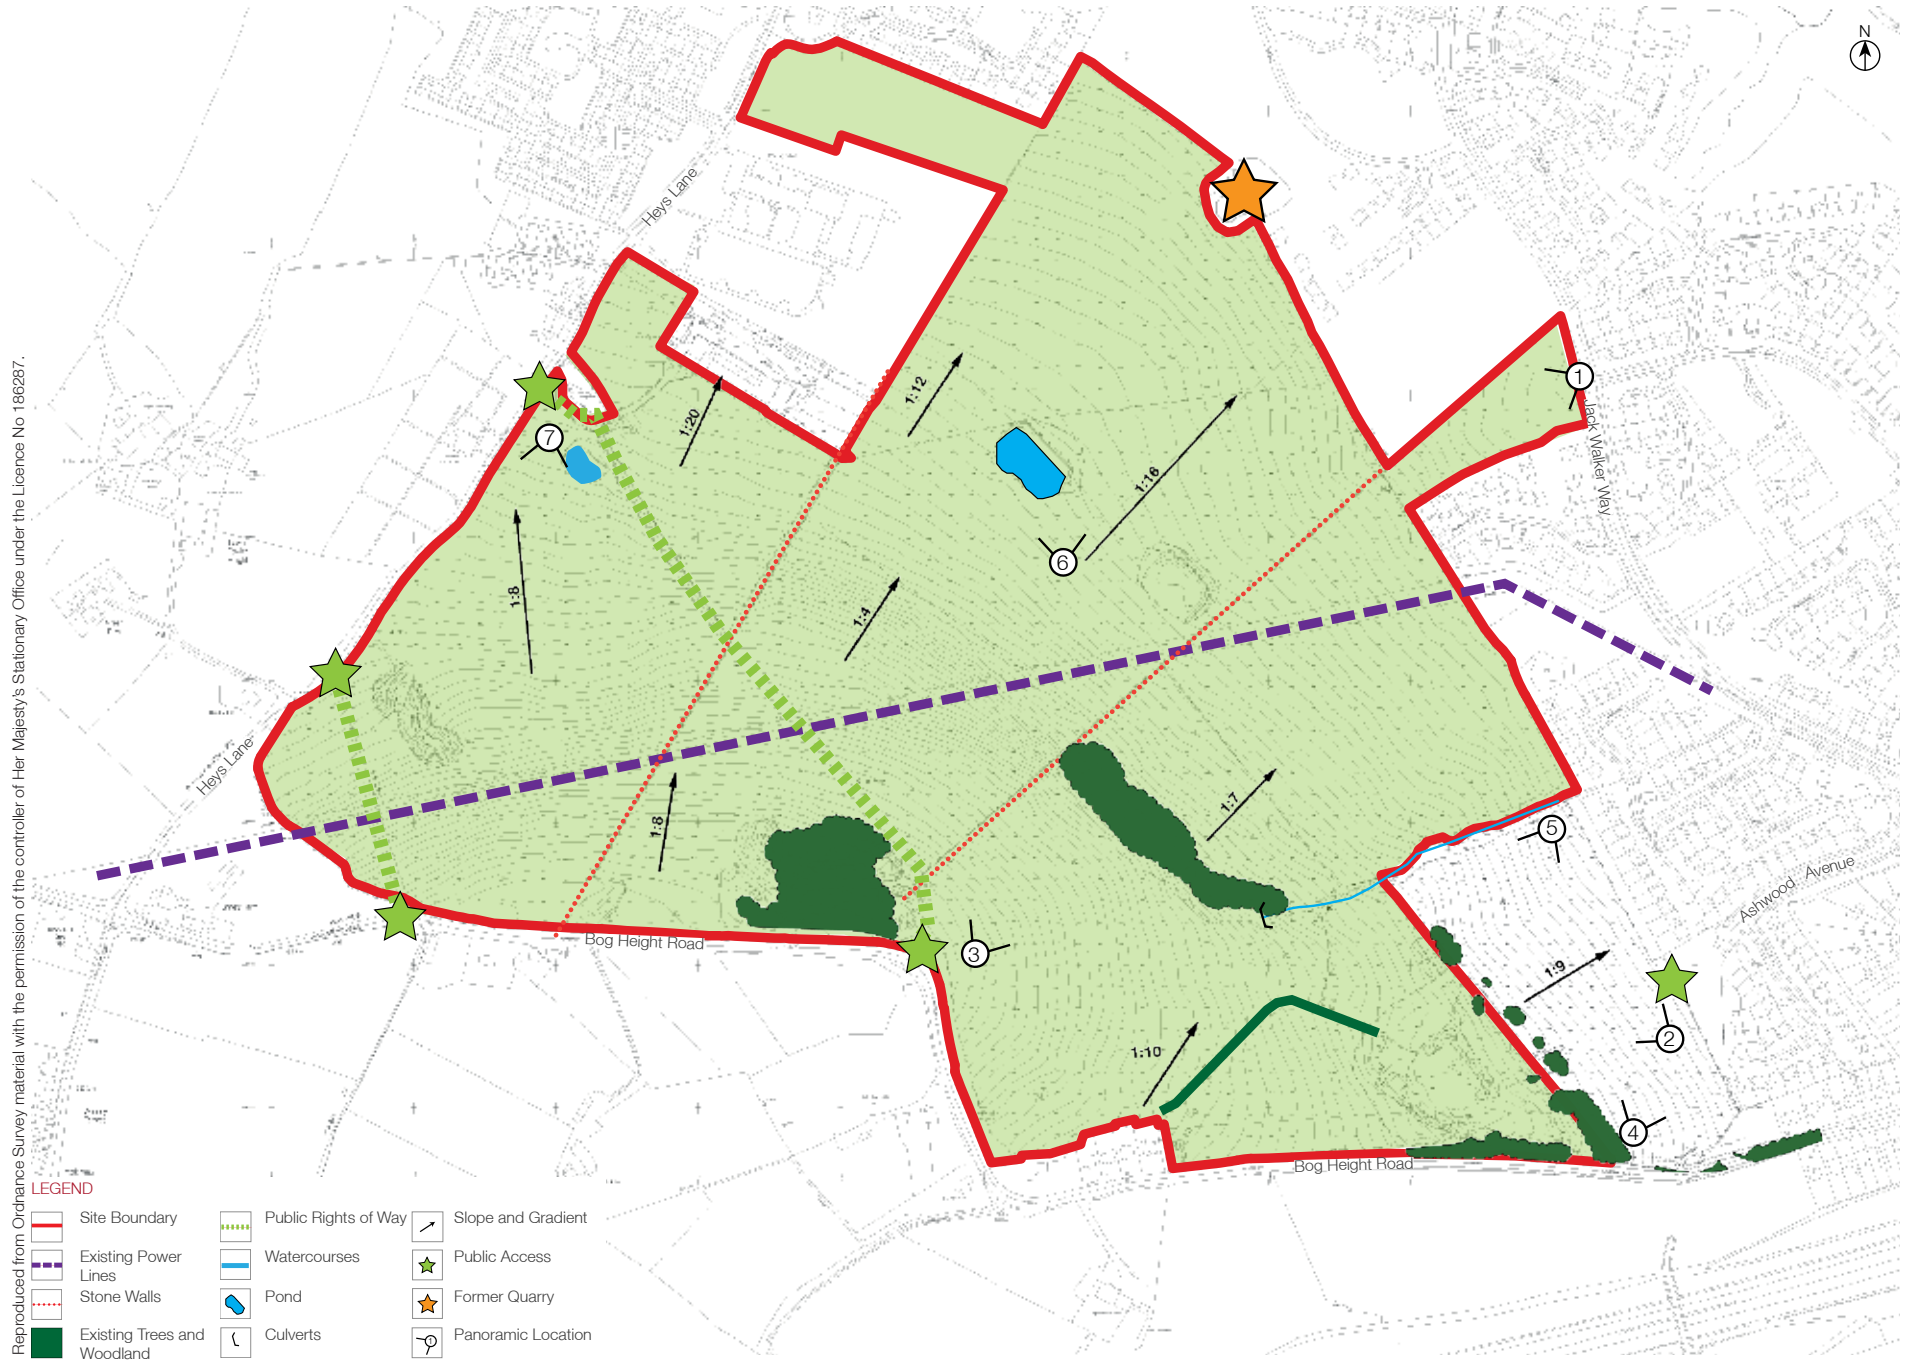 N
Heys Lane
1
Jack Walker Way
1:12
1:20
7
1:16
6
1:8
1:4
Heys Lane
1:8
1:7
5
Ashwood Avenue
Bog Height Road
3
1:9
2
1:10
4
Bog Height Road
Reproduced from Ordnance Survey material with the permission of the controller of Her Majesty's Stationary Office under the Licence No 186287.
LEGEND
Site Boundary
Existing Power
Lines
Stone Walls
Existing Trees and
Woodland
Public Rights of Way
Watercourses
Pond
Culverts
Slope and Gradient
Public Access
Former Quarry
1
Panoramic Location